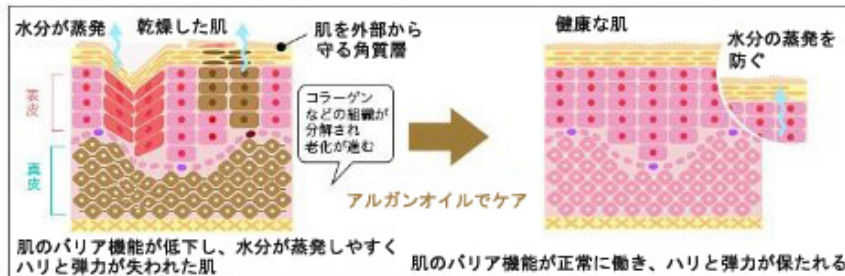 水分が蒸発
乾燥した肌
肌を外部から
守る角質層
表皮
真皮
コラーゲン
などの組織が
分解され
老化が進む
アルガンオイルでケア
肌のバリア機能が低下し、水分が蒸発しやすく
ハリと弾力が失われた肌
健康な肌
水分の蒸発を
防ぐ
肌のバリア機能が正常に働き、ハリと弾力が保たれる